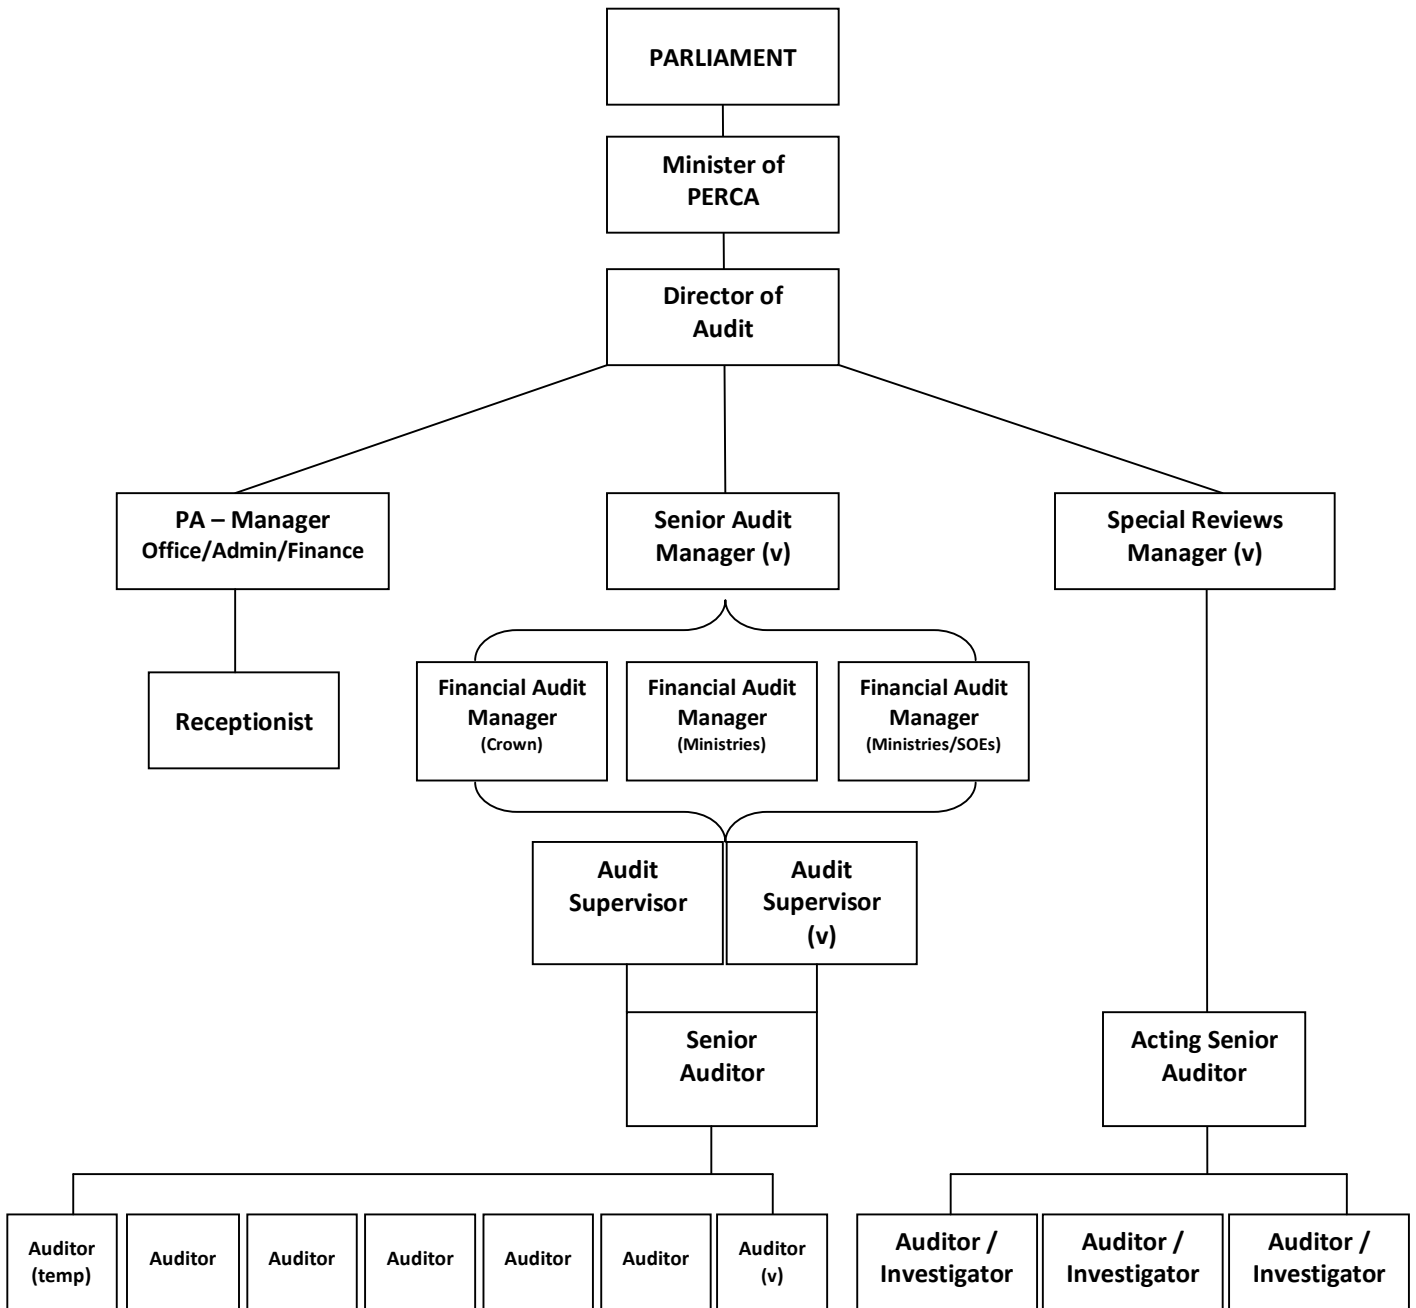 PARLIAMENT
Minister of
PERCA
Director of
Audit
PA – Manager
Office/Admin/Finance
Senior Audit
Manager (v)
Special Reviews
Manager (v)
Receptionist
Financial Audit
Manager
(Crown)
Financial Audit
Manager
(Ministries)
Financial Audit
Manager
(Ministries/SOEs)
Audit
Supervisor
Audit
Supervisor
(v)
Senior
Auditor
Acting Senior
Auditor
Auditor
(temp)
Auditor
Auditor
Auditor
Auditor
Auditor
Auditor
(v)
Auditor /
Investigator
Auditor /
Investigator
Auditor /
Investigator